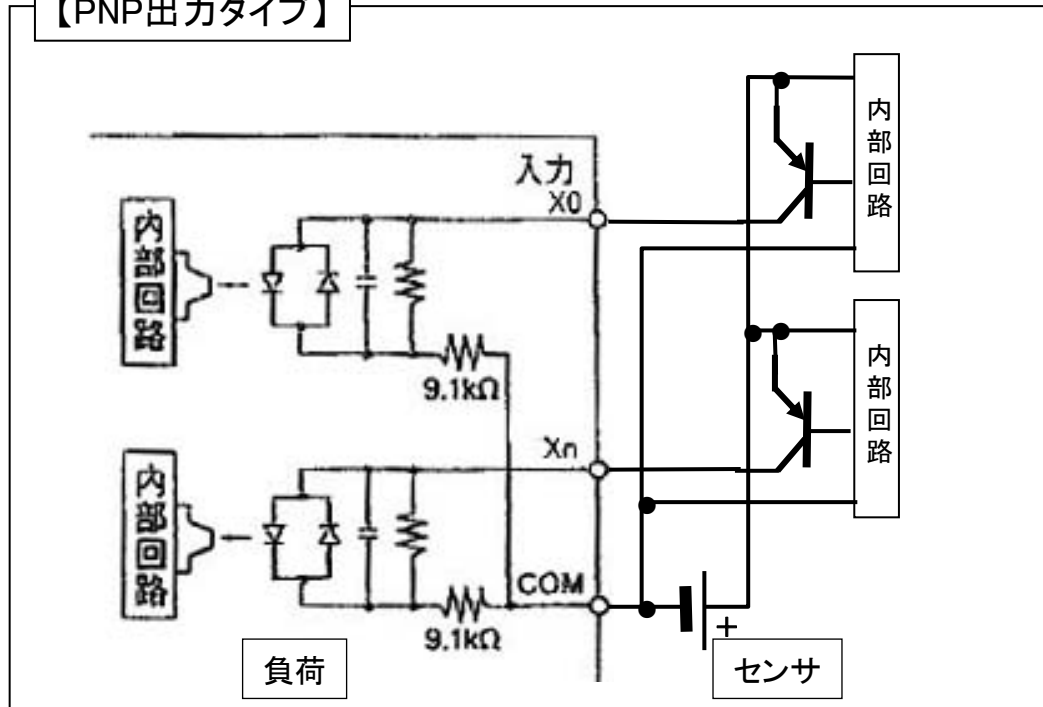 【PNP出力タイプ】
入力
X0
内部回路
内部回路
9.1kΩ
Xn
内部回路
内部回路
COM
9.1kΩ
+
負荷
センサ